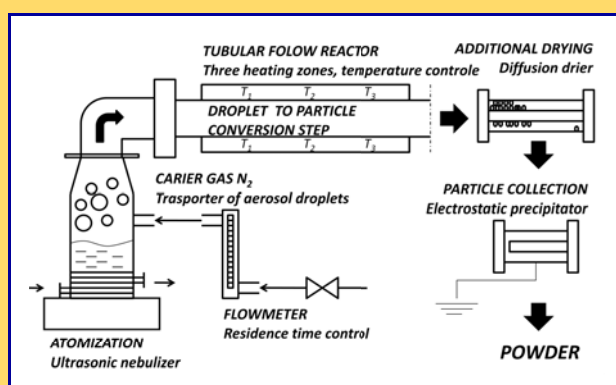 TUBULAR FOLOW REACTOR
Three heating zones, temperature controle
T1 T2 T3
DROPLET TO PARTICLE
CONVERSION STEP
T1 T2 T3
ADDITIONAL DRYING
Diffusion drier
CARIER GAS N2
Trasporter of aerosol droplets
PARTICLE COLLECTION
Electrostatic precipitator
FLOWMETER
Residence time control
ATOMIZATION
Ultrasonic nebulizer
POWDER